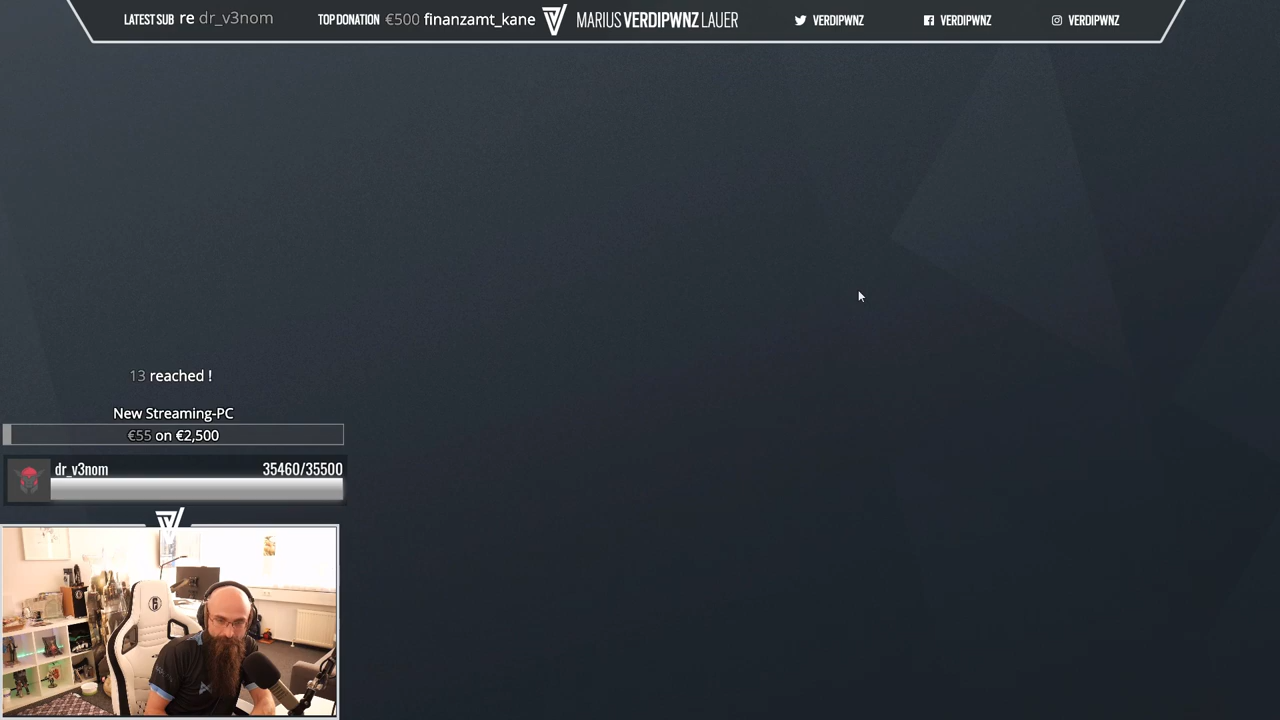 LATEST SUB re dr_v3nom
TOP DONATION €500 finanzamt_kane
MARIUS VERDIPWNZ LAUER
VERDIPWNZ
VERDIPWNZ
VERDIPWNZ
13 reached !
New Streaming-PC
€55 on €2,500
dr_v3nom 35460/35500